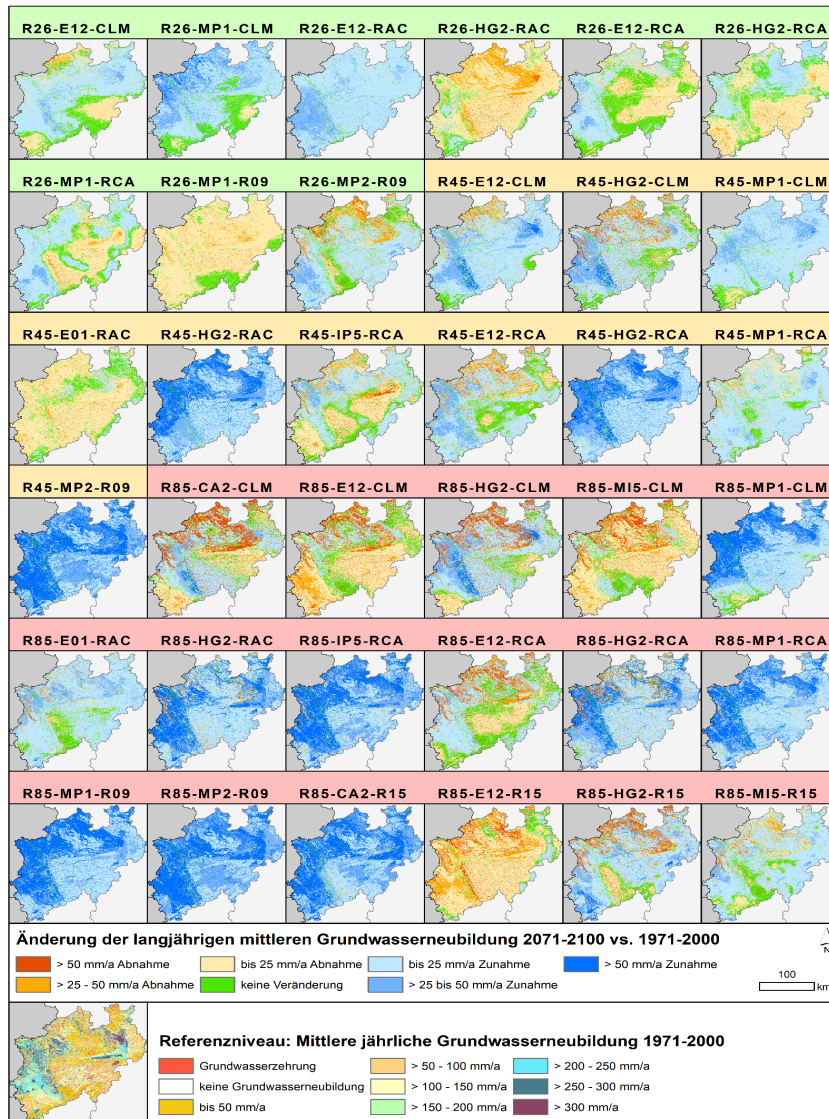 R26-E12-CLM R26-MP1-CLM R26-E12-RAC R26-HG2-RAC R26-E12-RCA R26-HG2-RCA
R26-MP1-RCA R26-MP1-R09 R26-MP2-R09 R45-E12-CLM R45-HG2-CLM R45-MP1-CLM
R45-E01-RAC R45-HG2-RAC R45-IP5-RCA R45-E12-RCA R45-HG2-RCA R45-MP1-RCA
R45-MP2-R09 R85-CA2-CLM R85-E12-CLM R85-HG2-CLM R85-MI5-CLM R85-MP1-CLM
R85-E01-RAC R85-HG2-RAC R85-IP5-RCA R85-E12-RCA R85-HG2-RCA R85-MP1-RCA
R85-MP1-R09 R85-MP2-R09 R85-CA2-R15 R85-E12-R15 R85-HG2-R15 R85-MI5-R15
Änderung der langjährigen mittleren Grundwasserneubildung 2071-2100 vs. 1971-2000
N
> 50 mm/a Abnahme bis 25 mm/a Abnahme bis 25 mm/a Zunahme > 50 mm/a Zunahme
> 25 - 50 mm/a Abnahme keine Veränderung > 25 bis 50 mm/a Zunahme
100
km
Referenzniveau: Mittlere jährliche Grundwasserneubildung 1971-2000
Grundwasserzehrung > 50 - 100 mm/a > 200 - 250 mm/a
keine Grundwasserneubildung > 100 - 150 mm/a > 250 - 300 mm/a
bis 50 mm/a > 150 - 200 mm/a > 300 mm/a